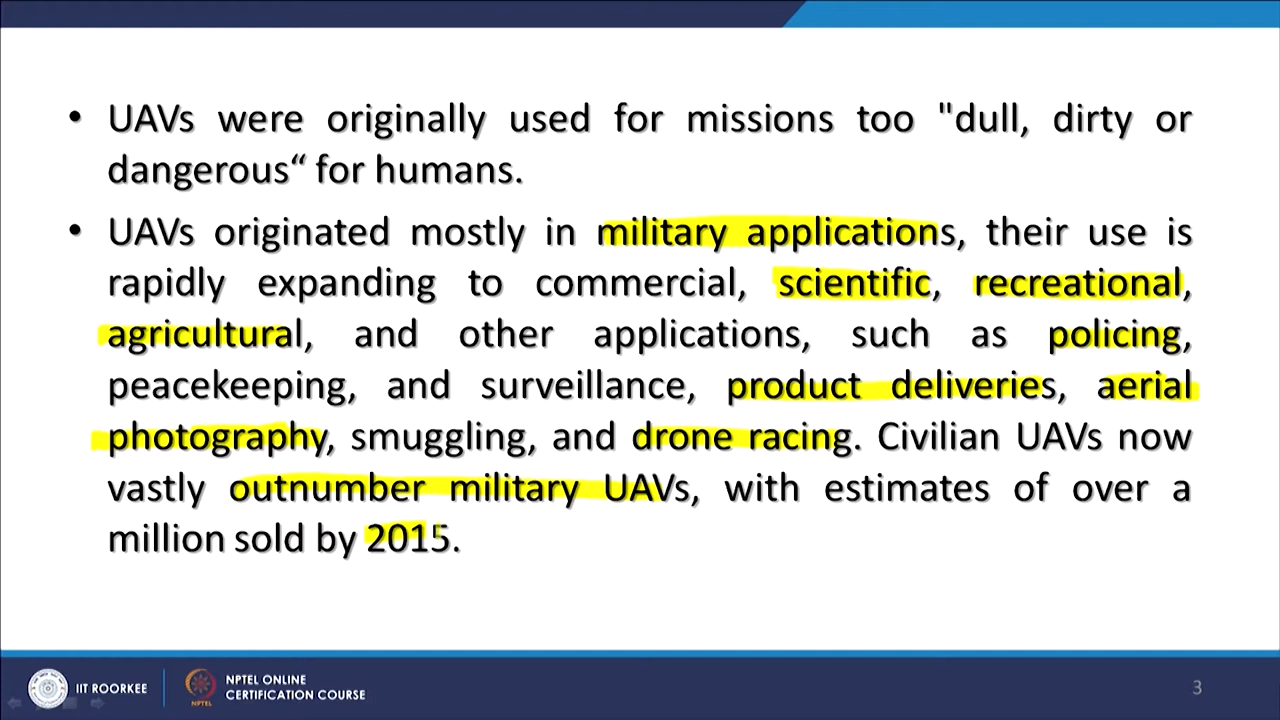 • UAVs were originally used for missions too "dull, dirty or
dangerous“ for humans.
• UAVs originated mostly in military applications, their use is
rapidly expanding to commercial, scientific, recreational,
agricultural, and other applications, such as policing,
peacekeeping, and surveillance, product deliveries, aerial
photography, smuggling, and drone racing. Civilian UAVs now
vastly outnumber military UAVs, with estimates of over a
million sold by 2015.
IIT ROORKEE
NPTEL
NPTEL ONLINE
CERTIFICATION COURSE
3